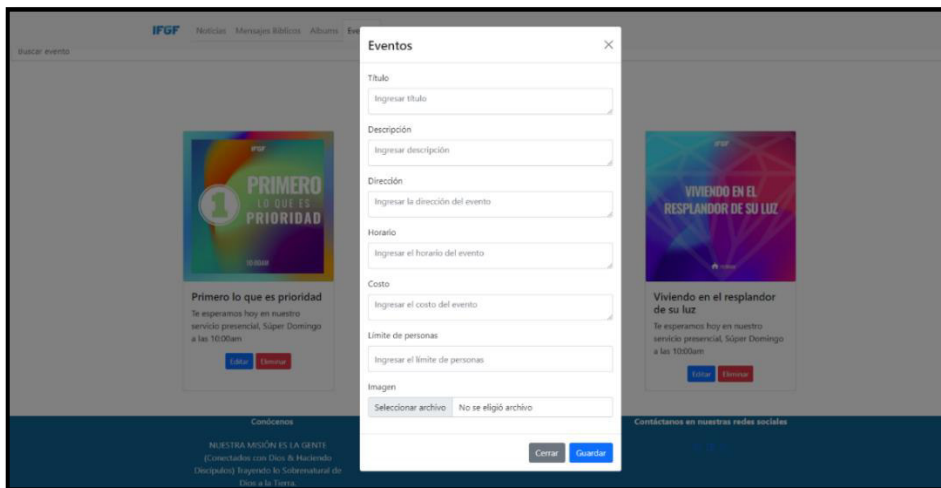 IFGF Noticias Mensajes Bíblicos Albums Eve
Buscar evento
Eventos
Título
Ingresar título
Descripción
Ingresar descripción
Dirección
Ingresar la dirección del evento
Horario
Ingresar el horario del evento
Costo
Ingresar el costo del evento
Límite de personas
Ingresar el límite de personas
Imagen
Seleccionar archivo No se eligió archivo
Cerrar Guardar
IFGF
1 PRIMERO
LO QUE ES
PRIORIDAD
10:00AM
Primero lo que es prioridad
Te esperamos hoy en nuestro
servicio presencial, Súper Domingo
a las 10:00am
Editar Eliminar
IFGF
VIVIENDO EN EL
RESPLANDOR DE SU LUZ
Viviendo en el resplandor
de su luz
Te esperamos hoy en nuestro
servicio presencial, Súper Domingo
a las 10:00am
Editar Eliminar
Conócenos
NUESTRA MISIÓN ES LA GENTE
(Conectados con Dios & Haciendo
Discípulos) Trayendo lo Sobrenatural de
Dios a la Tierra.
Contáctanos en nuestras redes sociales